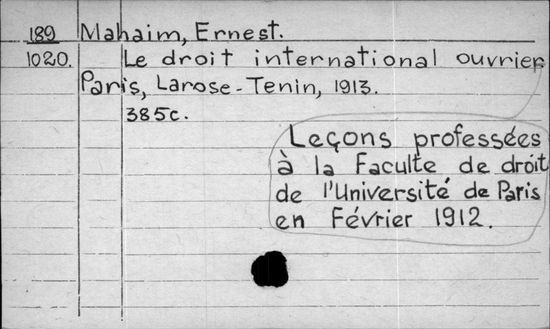 189 Mahaim, Ernest.
1020. Le droit international ouvrier
Paris, Larose-Tenin, 1913.
385c.
Leçons professées
à la Faculté de droit
de l'Université de Paris
en Février 1912.